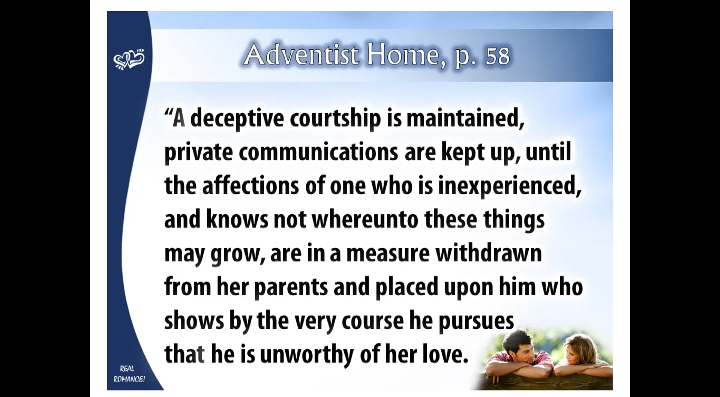 Adventist Home, p. 58
“A deceptive courtship is maintained,
private communications are kept up, until
the affections of one who is inexperienced,
and knows not whereunto these things
may grow, are in a measure withdrawn
from her parents and placed upon him who
shows by the very course he pursues
that he is unworthy of her love.
REAL
ROMANCE!